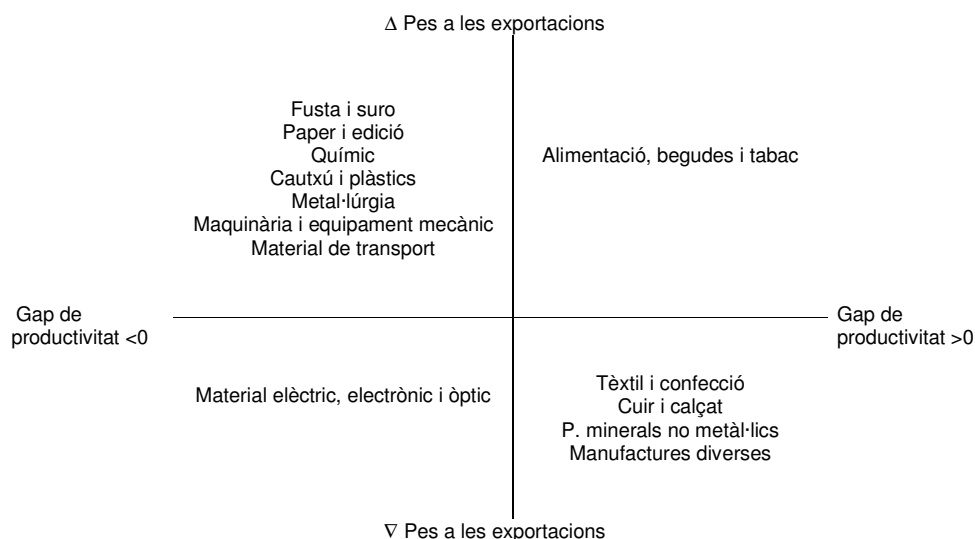 ∆ Pes a les exportacions
Fusta i suro
Paper i edició
Químic
Cautxú i plàstics
Metal·lúrgia
Maquinària i equipament mecànic
Material de transport
Alimentació, begudes i tabac
Gap de
productivitat <0
Gap de
productivitat >0
Material elèctric, electrònic i òptic
Tèxtil i confecció
Cuir i calçat
P. minerals no metàl·lics
Manufactures diverses
∇ Pes a les exportacions